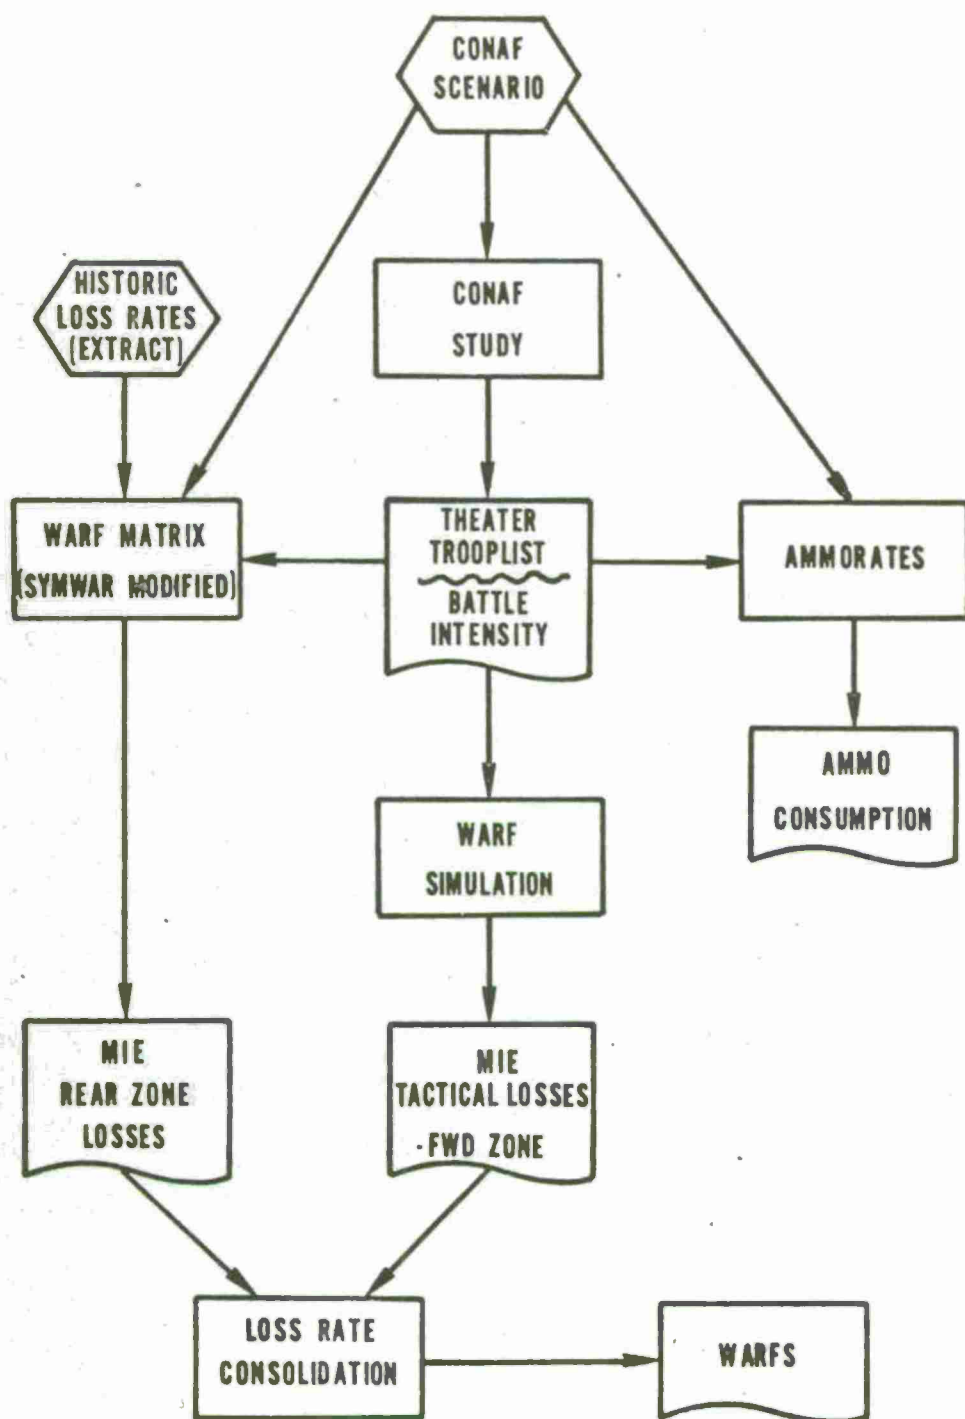 CONAF
SCENARIO
HISTORIC
LOSS RATES
(EXTRACT)
CONAF
STUDY
WARF MATRIX
(SYMWAR MODIFIED)
THEATER
TROOPLIST
BATTLE
INTENSITY
AMMORATES
AMMO
CONSUMPTION
WARF
SIMULATION
MIE
REAR ZONE
LOSSES
MIE
TACTICAL LOSSES
-FWD ZONE
LOSS RATE
CONSOLIDATION
WARFS